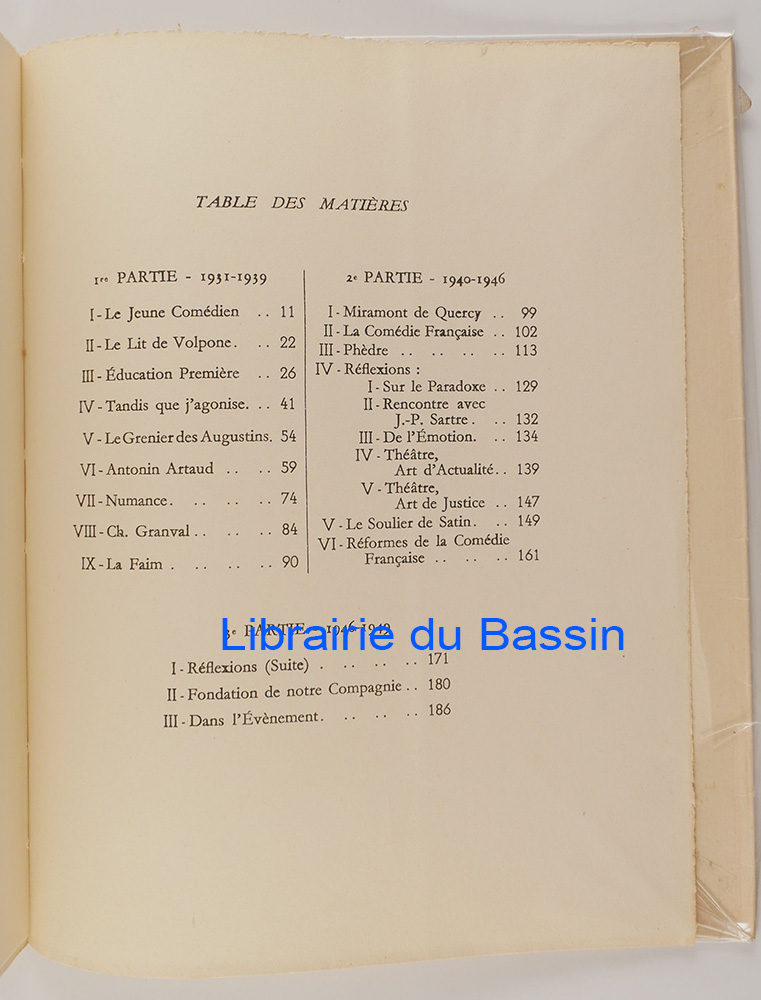 TABLE DES MATIÈRES
1re PARTIE - 1931-1939
I - Le Jeune Comédien .. 11
II - Le Lit de Volpone. .. 22
III - Éducation Première .. 26
IV - Tandis que j'agonise. .. 41
V - Le Grenier des Augustins. 54
VI - Antonin Artaud .. .. 59
VII - Numance. .. .. .. 74
VIII - Ch. Granval .. .. .. 84
IX - La Faim . .. .. .. 90
2e PARTIE - 1940-1946
I - Miramont de Quercy .. 99
II - La Comédie Française .. 102
III - Phèdre .. .. .. .. 113
IV - Réflexions :
I - Sur le Paradoxe .. 129
II - Rencontre avec
J.-P. Sartre. .. 132
III - De l'Émotion. .. 134
IV - Théâtre,
Art d'Actualité.. 139
V - Théâtre,
Art de Justice .. 147
V - Le Soulier de Satin. .. 149
VI - Réformes de la Comédie
Française .. .. .. 161
3e PARTIE - 1946-1949
I - Réflexions (Suite) . .. .. .. 171
II - Fondation de notre Compagnie .. 180
III - Dans l'Évènement. .. .. .. 186
Librairie du Bassin